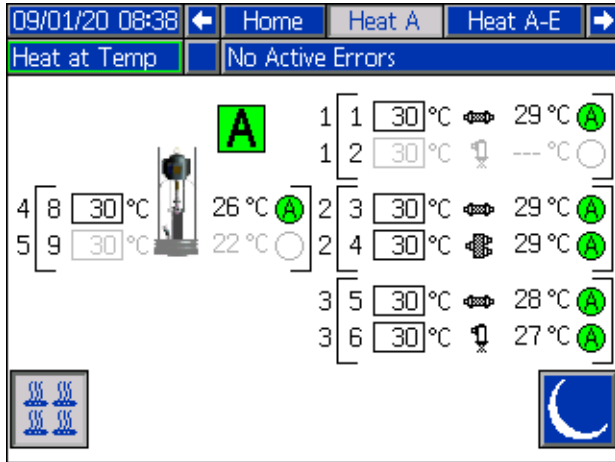 09/01/20 08:38 Home Heat A Heat A-E
Heat at Temp No Active Errors
A
1 1 30 °C 29 °C A
1 2 30 °C --- °C
4 8 30 °C 26 °C A
5 9 30 °C 22 °C
2 3 30 °C 29 °C A
2 4 30 °C 29 °C A
3 5 30 °C 28 °C A
3 6 30 °C 27 °C A